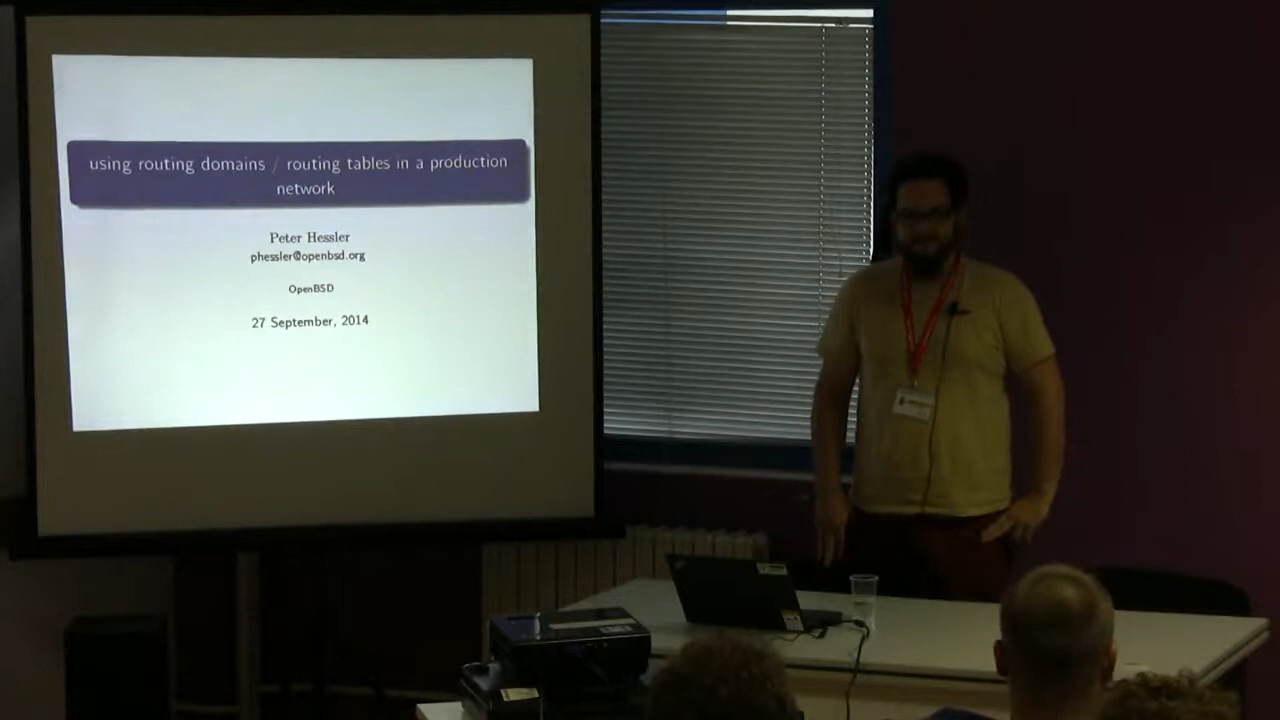 using routing domains / routing tables in a production
network
Peter Hessler
phessler@openbsd.org
OpenBSD
27 September, 2014